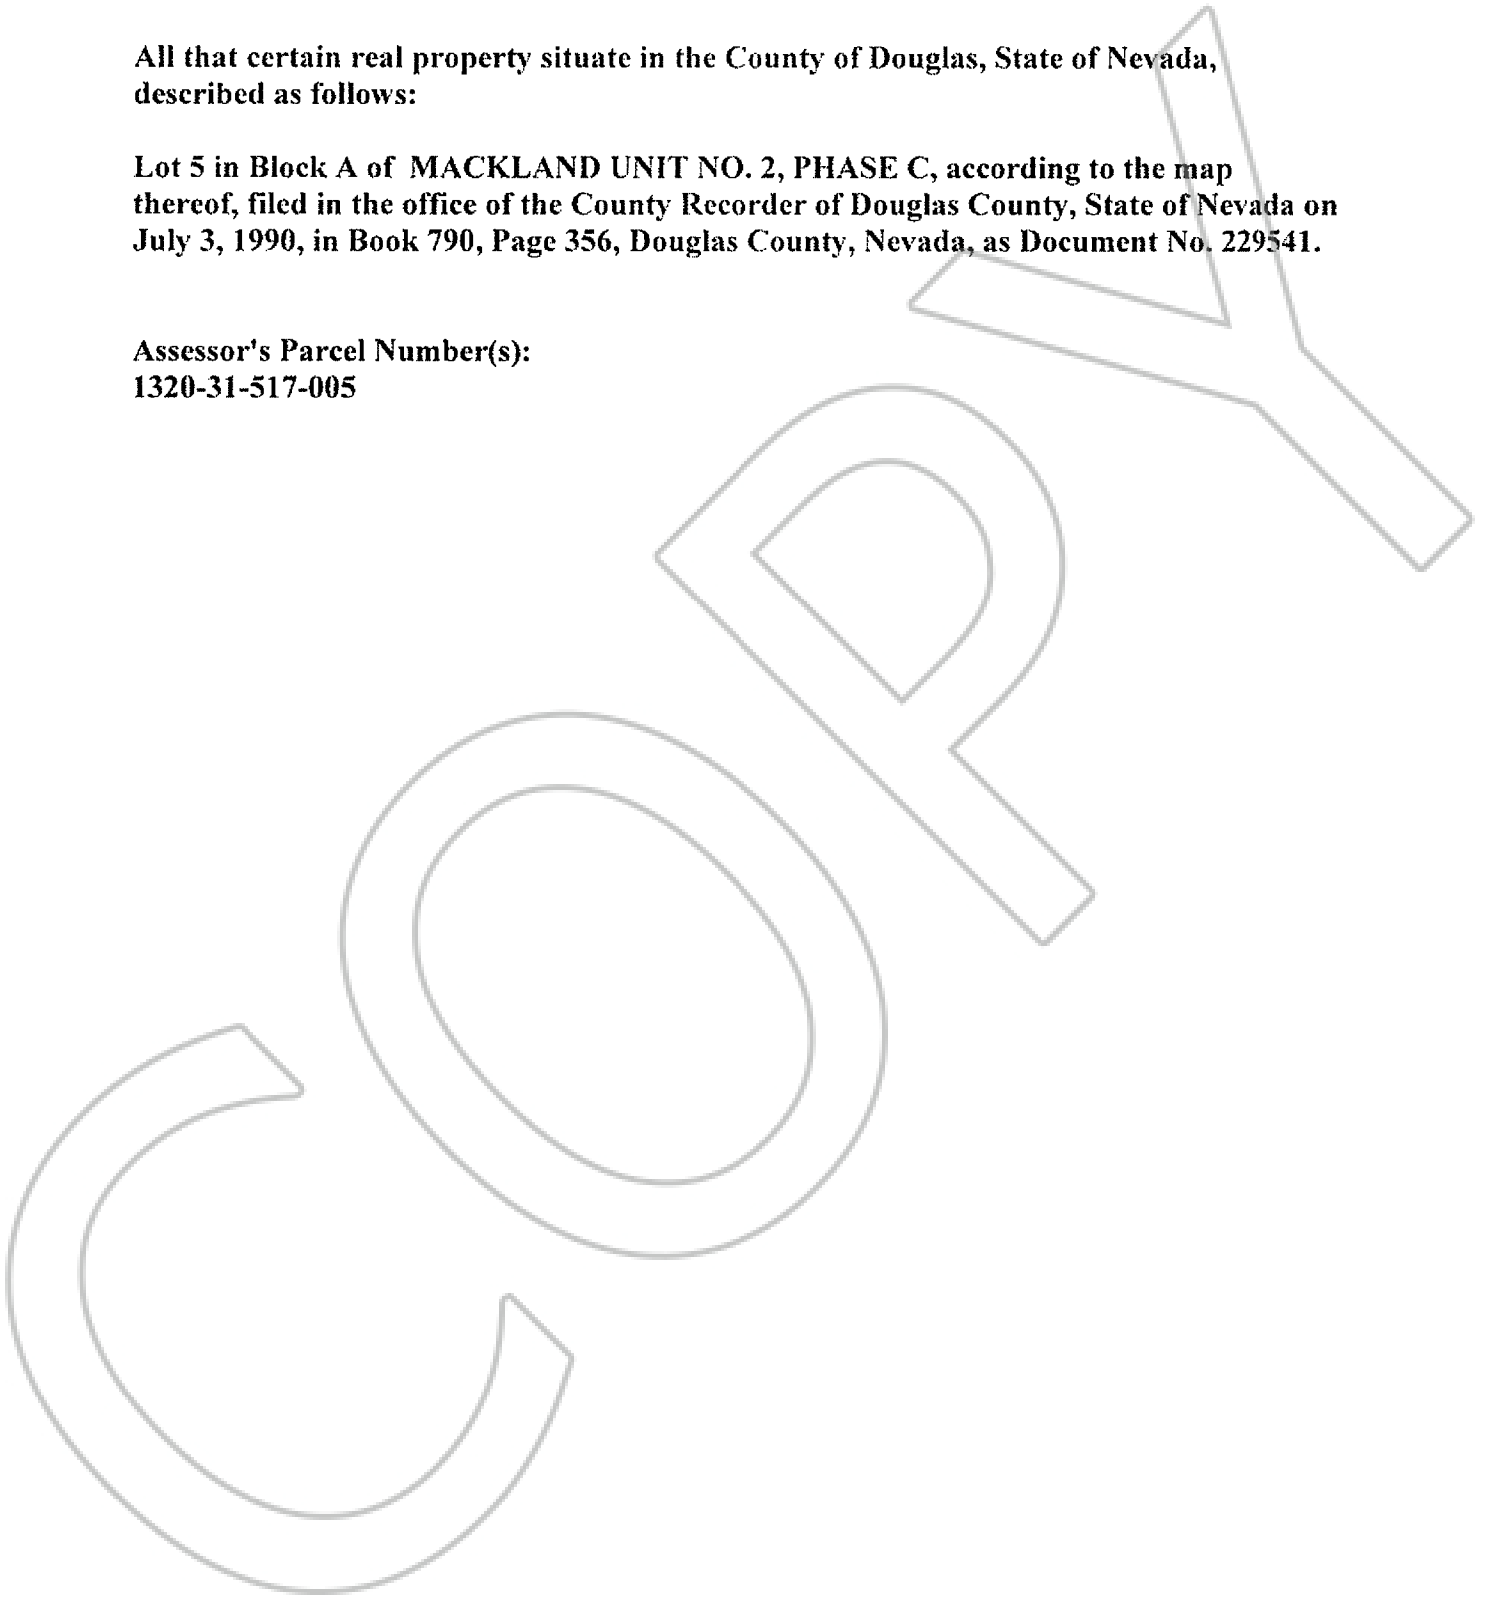 All that certain real property situate in the County of Douglas, State of Nevada,
described as follows:
Lot 5 in Block A of MACKLAND UNIT NO. 2, PHASE C, according to the map
thereof, filed in the office of the County Recorder of Douglas County, State of Nevada on
July 3, 1990, in Book 790, Page 356, Douglas County, Nevada, as Document No. 229541.
Assessor's Parcel Number(s):
1320-31-517-005
COPY